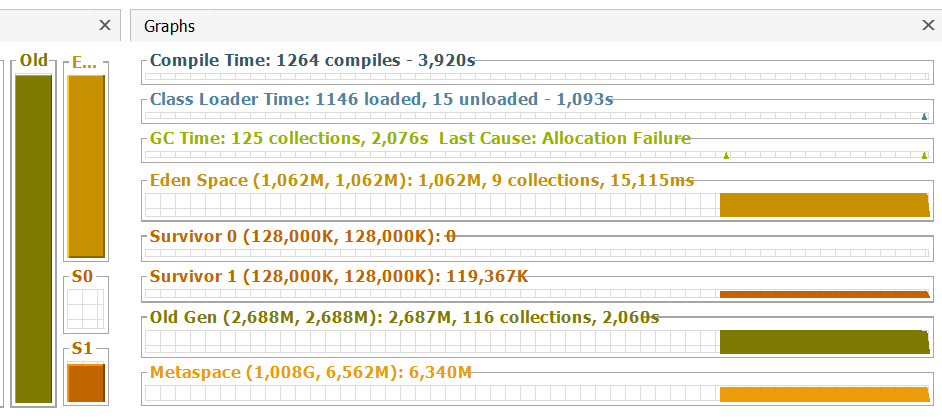 Graphs
Old
E...
S0
S1
Compile Time: 1264 compiles - 3,920s
Class Loader Time: 1146 loaded, 15 unloaded - 1,093s
GC Time: 125 collections, 2,076s Last Cause: Allocation Failure
Eden Space (1,062M, 1,062M): 1,062M, 9 collections, 15,115ms
Survivor 0 (128,000K, 128,000K): 0
Survivor 1 (128,000K, 128,000K): 119,367K
Old Gen (2,688M, 2,688M): 2,687M, 116 collections, 2,060s
Metaspace (1,008G, 6,562M): 6,340M